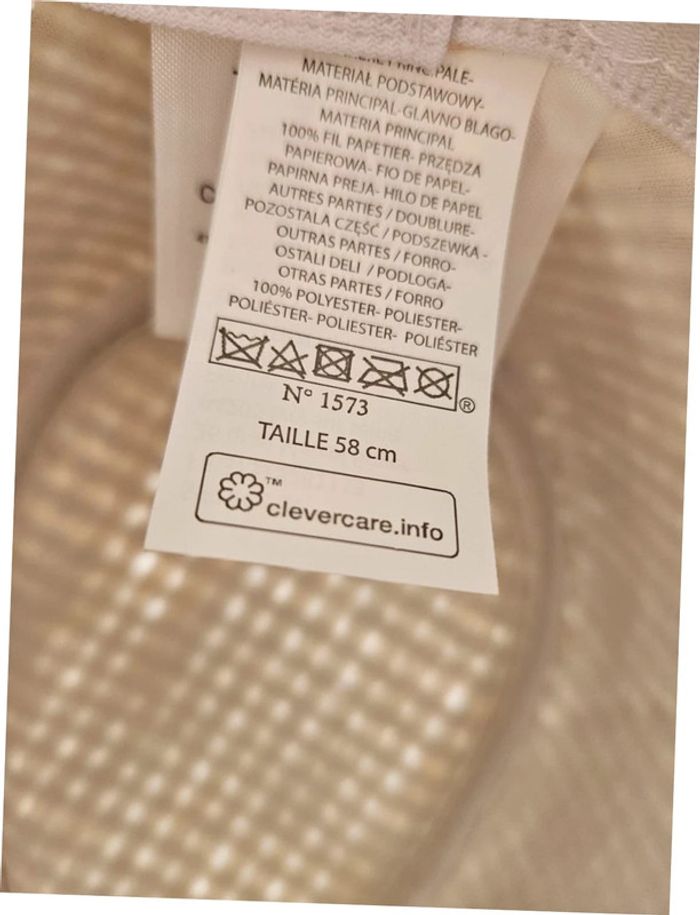 MATERIAŁ PODSTAWOWY-
MATÉRIA PRINCIPAL-GLAVNO BLAGO-
MATERIA PRINCIPAL
100% FIL PAPETIER- PRZĘDZA
PAPIEROWA- FIO DE PAPEL-
PAPIRNA PREJA- HILO DE PAPEL
AUTRES PARTIES / DOUBLURE-
POZOSTALA CZĘŚĆ / PODSZEWKA -
OUTRAS PARTES / FORRO-
OSTALI DELI / PODLOGA-
OTRAS PARTES / FORRO
100% POLYESTER- POLIESTER-
POLIÉSTER- POLIESTER- POLIÉSTER
®
N° 1573
TAILLE 58 cm
™
clevercare.info